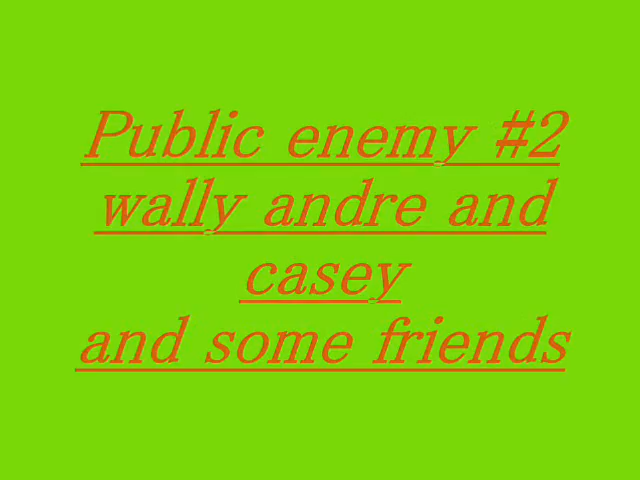 Public enemy #2
wally andre and
casey
and some friends